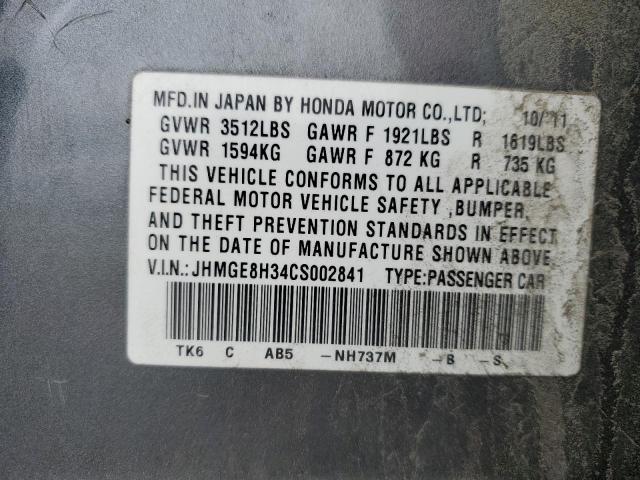 MFD.IN JAPAN BY HONDA MOTOR CO.,LTD; 10/11
GVWR 3512LBS GAWR F 1921LBS R 1619LBS
GVWR 1594KG GAWR F 872 KG R 735 KG
THIS VEHICLE CONFORMS TO ALL APPLICABLE
FEDERAL MOTOR VEHICLE SAFETY ,BUMPER,
AND THEFT PREVENTION STANDARDS IN EFFECT
ON THE DATE OF MANUFACTURE SHOWN ABOVE
V.I.N.: JHMGE8H34CS002841 TYPE:PASSENGER CAR
TK6 C AB5 -NH737M -B -S